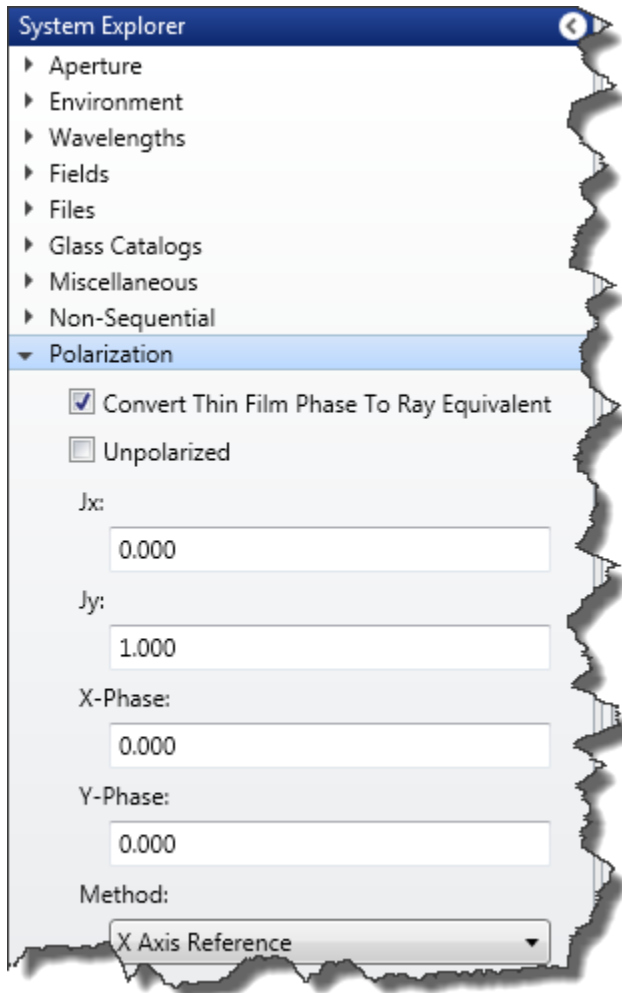 System Explorer
Aperture
Environment
Wavelengths
Fields
Files
Glass Catalogs
Miscellaneous
Non-Sequential
Polarization
Convert Thin Film Phase To Ray Equivalent
Unpolarized
Jx:
0.000
Jy:
1.000
X-Phase:
0.000
Y-Phase:
0.000
Method:
X Axis Reference